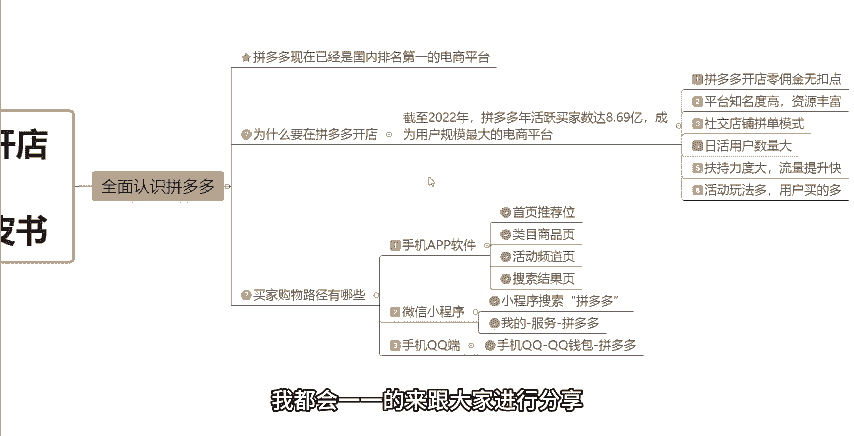 开店
皮书
全面认识拼多多
拼多多现在已经是国内排名第一的电商平台
为什么要在拼多多开店
截至2022年，拼多多年活跃买家数达8.69亿，成
为用户规模最大的电商平台
1 拼多多开店零佣金无扣点
2 平台知名度高，资源丰富
3 社交店铺拼单模式
日活用户数量大
5 扶持力度大，流量提升快
6 活动玩法多，用户买的多
买家购物路径有哪些
1 手机APP软件
首页推荐位
类目商品页
活动频道页
搜索结果页
2 微信小程序
小程序搜索“拼多多”
我的-服务-拼多多
3 手机QQ端
手机QQ-QQ钱包-拼多多
我都会一一的来跟大家进行分享